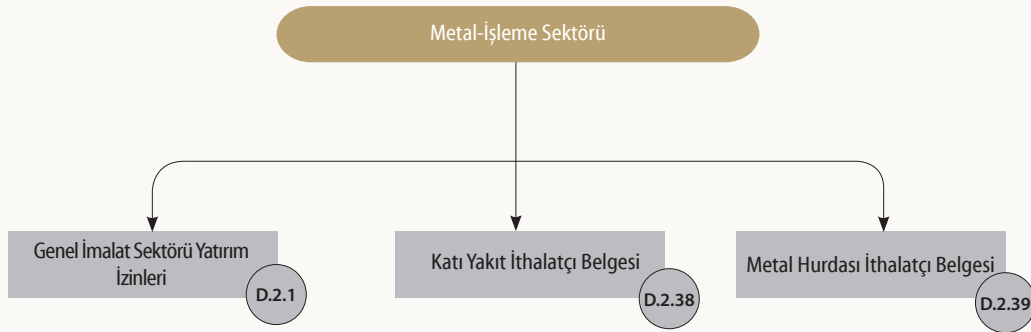 Metal-İşleme Sektörü
Genel İmalat Sektörü Yatırım
İzinleri
D.2.1
Katı Yakıt İthalatçı Belgesi
D.2.38
Metal Hurdası İthalatçı Belgesi
D.2.39